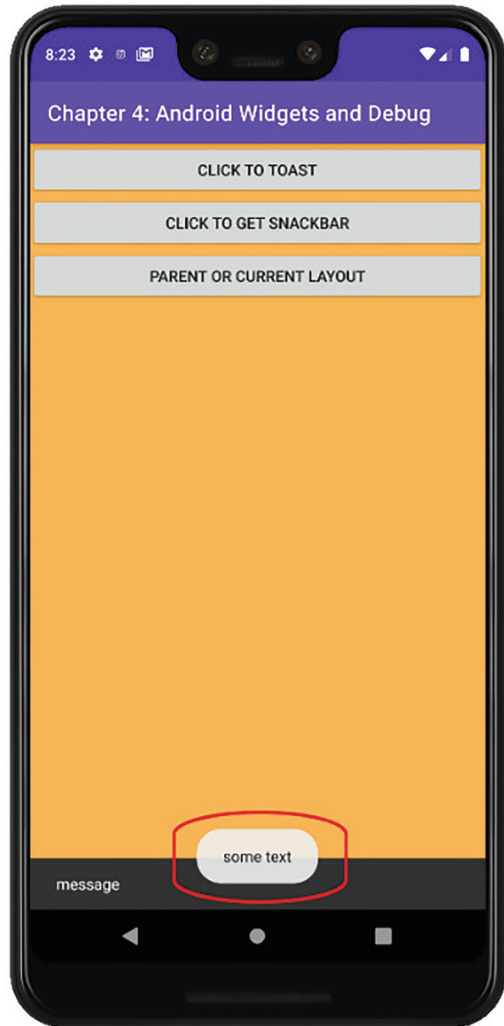 8:23
Chapter 4: Android Widgets and Debug
CLICK TO TOAST
CLICK TO GET SNACKBAR
PARENT OR CURRENT LAYOUT
some text
message